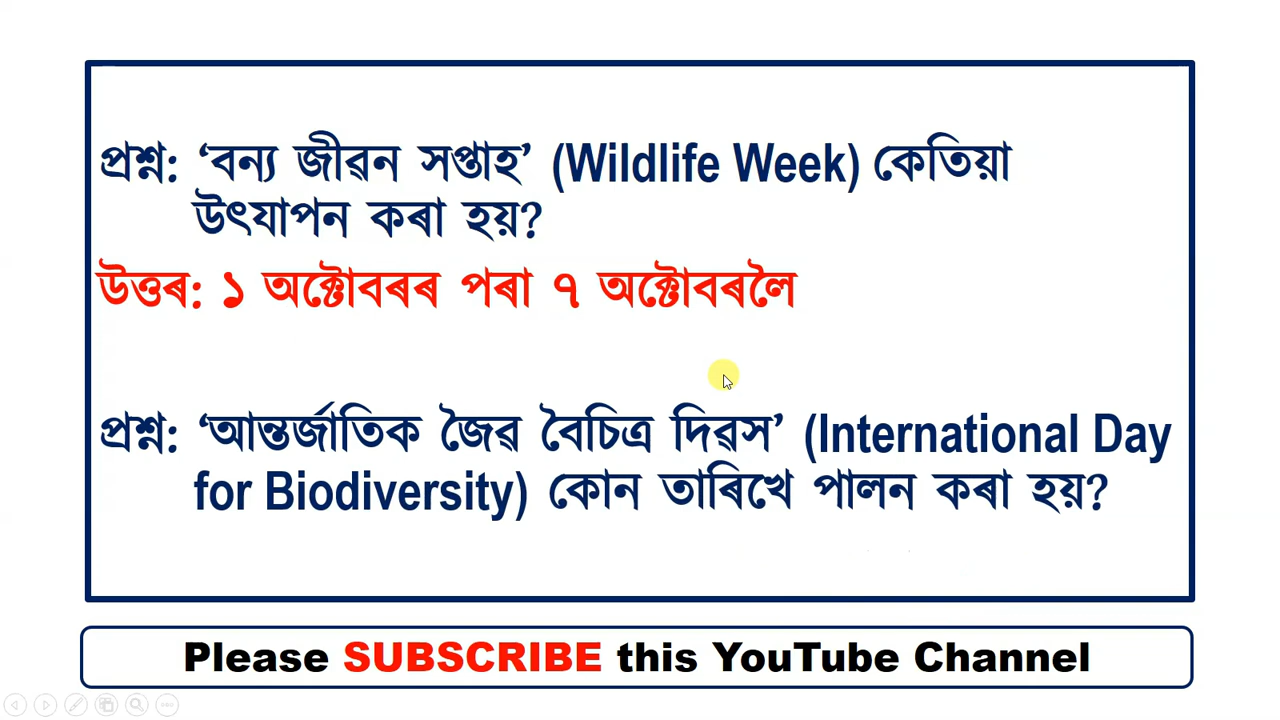 প্ৰশ্ন: ‘বন্য জীৱন সপ্তাহ’ (Wildlife Week) কেতিয়া
উৎযাপন কৰা হয়?
উত্তৰ: ১ অক্টোবৰৰ পৰা ৭ অক্টোবৰলৈ
প্ৰশ্ন: ‘আন্তৰ্জাতিক জৈৱ বৈচিত্ৰ দিৱস’ (International Day
for Biodiversity) কোন তাৰিখে পালন কৰা হয়?
Please SUBSCRIBE this YouTube Channel